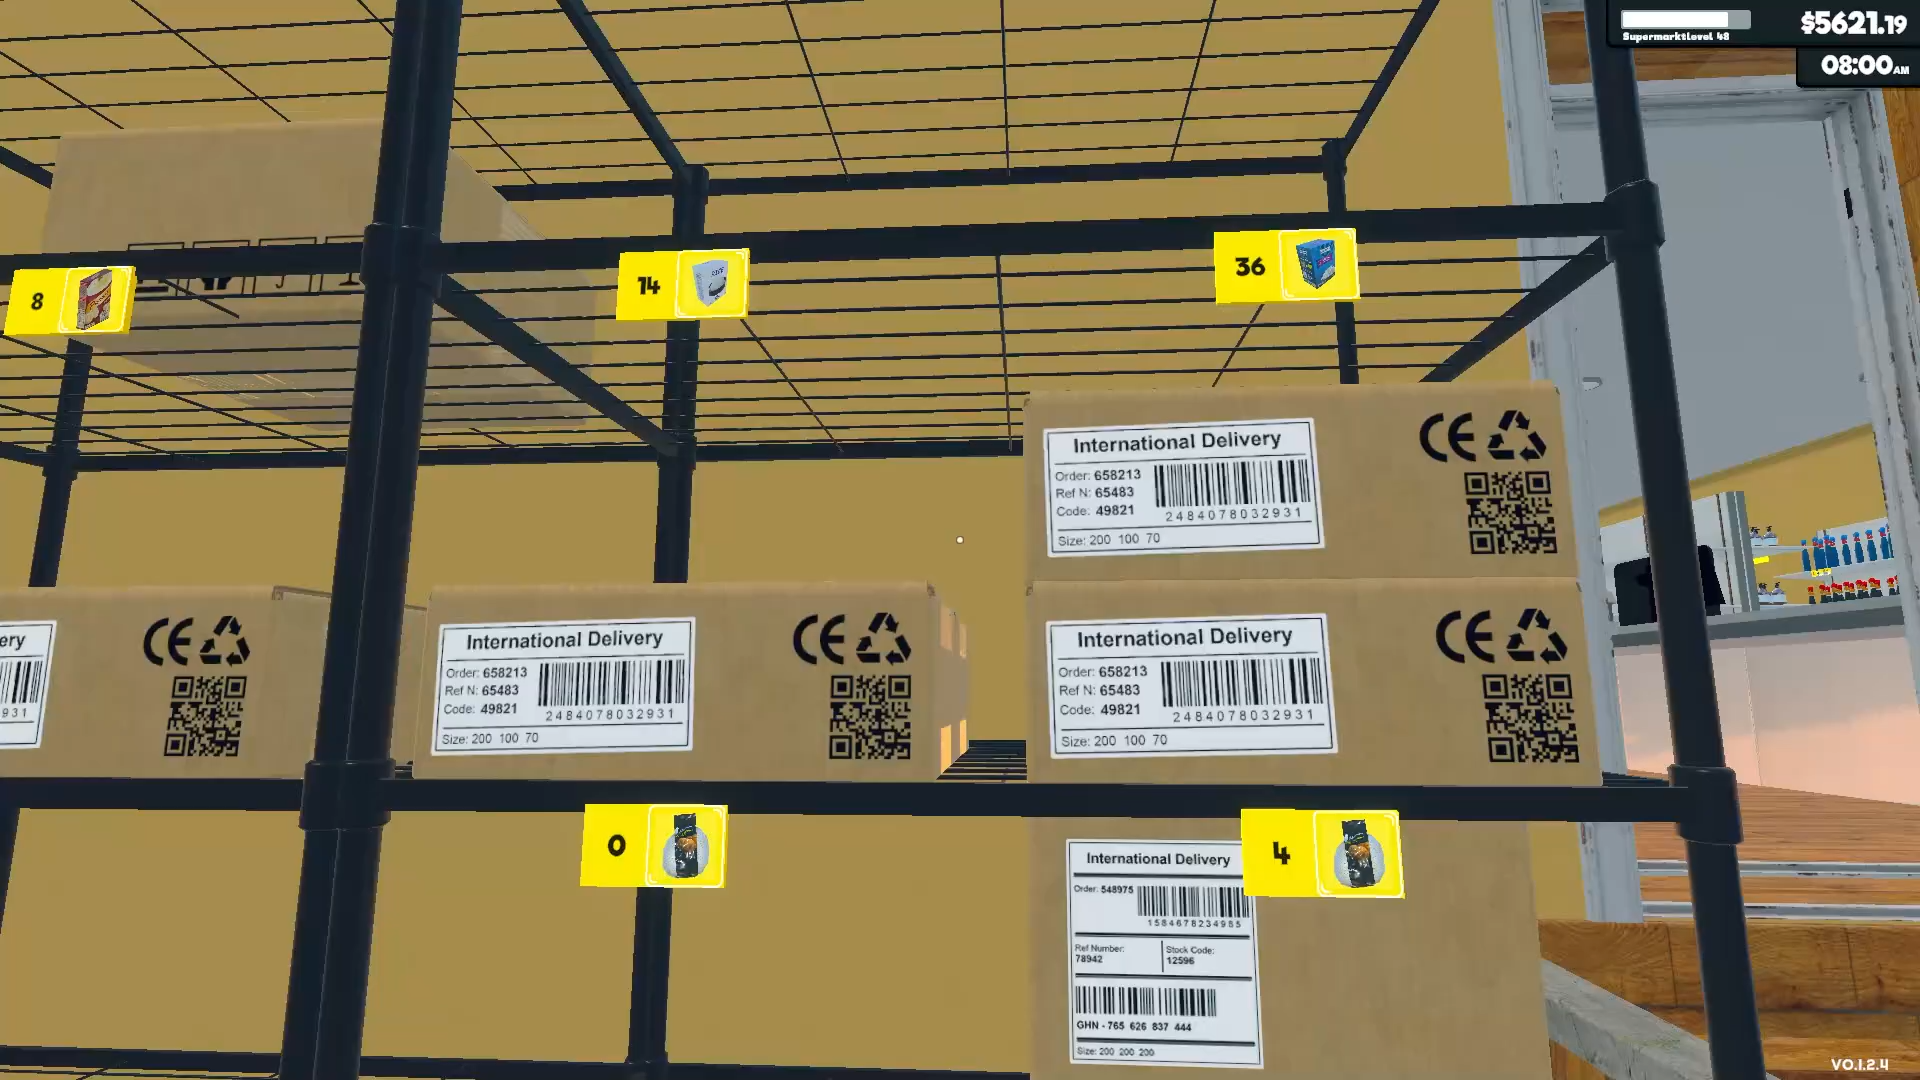 $5621.19
Supermarktlevel 48
08:00AM
8
14
36
International Delivery
Order: 658213
Ref N: 65483
Code: 49821
2484078032931
Size: 200 100 70
ery
931
International Delivery
Order: 658213
Ref N: 65483
Code: 49821
2484078032931
Size: 200 100 70
International Delivery
Order: 658213
Ref N: 65483
Code: 49821
2484078032931
Size: 200 100 70
0
4
International Delivery
Order: 548975
1584678234985
Ref Number:
78942
Stock Code:
12596
GHN - 765 626 837 444
Size: 200 200 200
V0.1.2.4